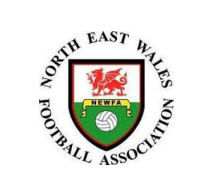 NORTH EAST WALES
NEWFA
FOOTBALL ASSOCIATION